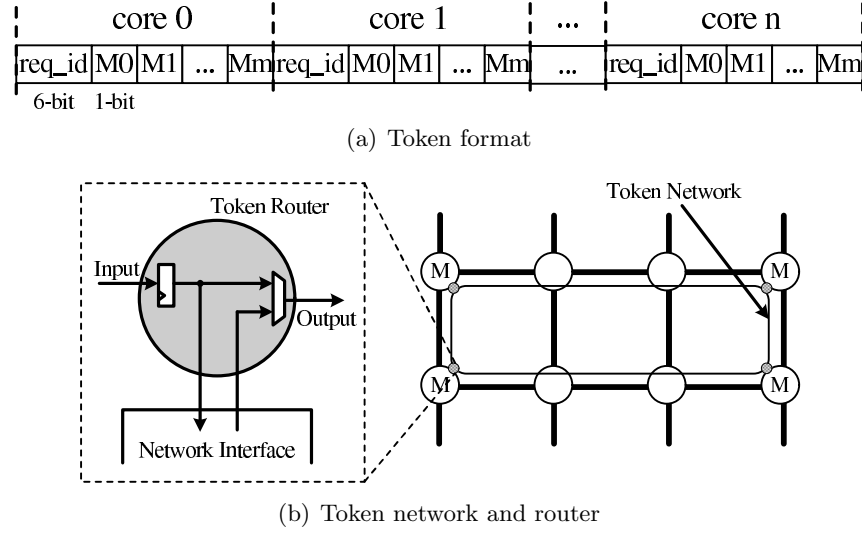 core 0 core 1 ... core n
req_id M0 M1 ... Mm req_id M0 M1 ... Mm ... req_id M0 M1 ... Mm
6-bit 1-bit
(a) Token format
Token Network
Token Router
Input
M M
Output
M M
Network Interface
(b) Token network and router